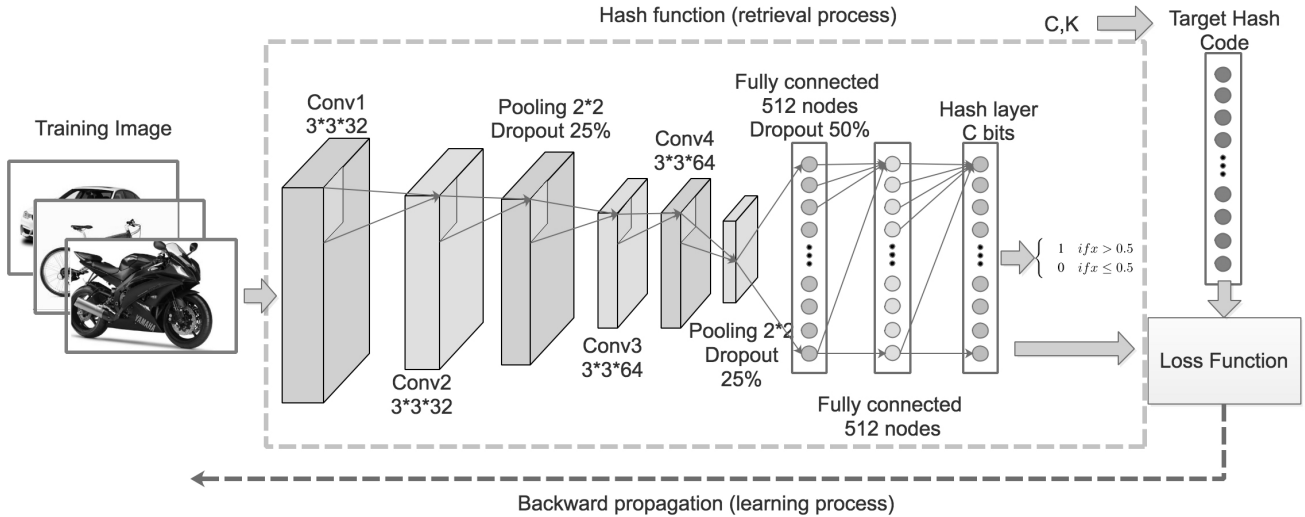 Hash function (retrieval process)
C,K
Target Hash
Code
Training Image
Conv1
3*3*32
Pooling 2*2
Dropout 25%
Conv4
3*3*64
Fully connected
512 nodes
Dropout 50%
Hash layer
C bits
YAMAHA
1 ifx > 0.5
0 ifx ≤ 0.5
Conv2
3*3*32
Conv3
3*3*64
Pooling 2*2
Dropout
25%
Fully connected
512 nodes
Loss Function
Backward propagation (learning process)